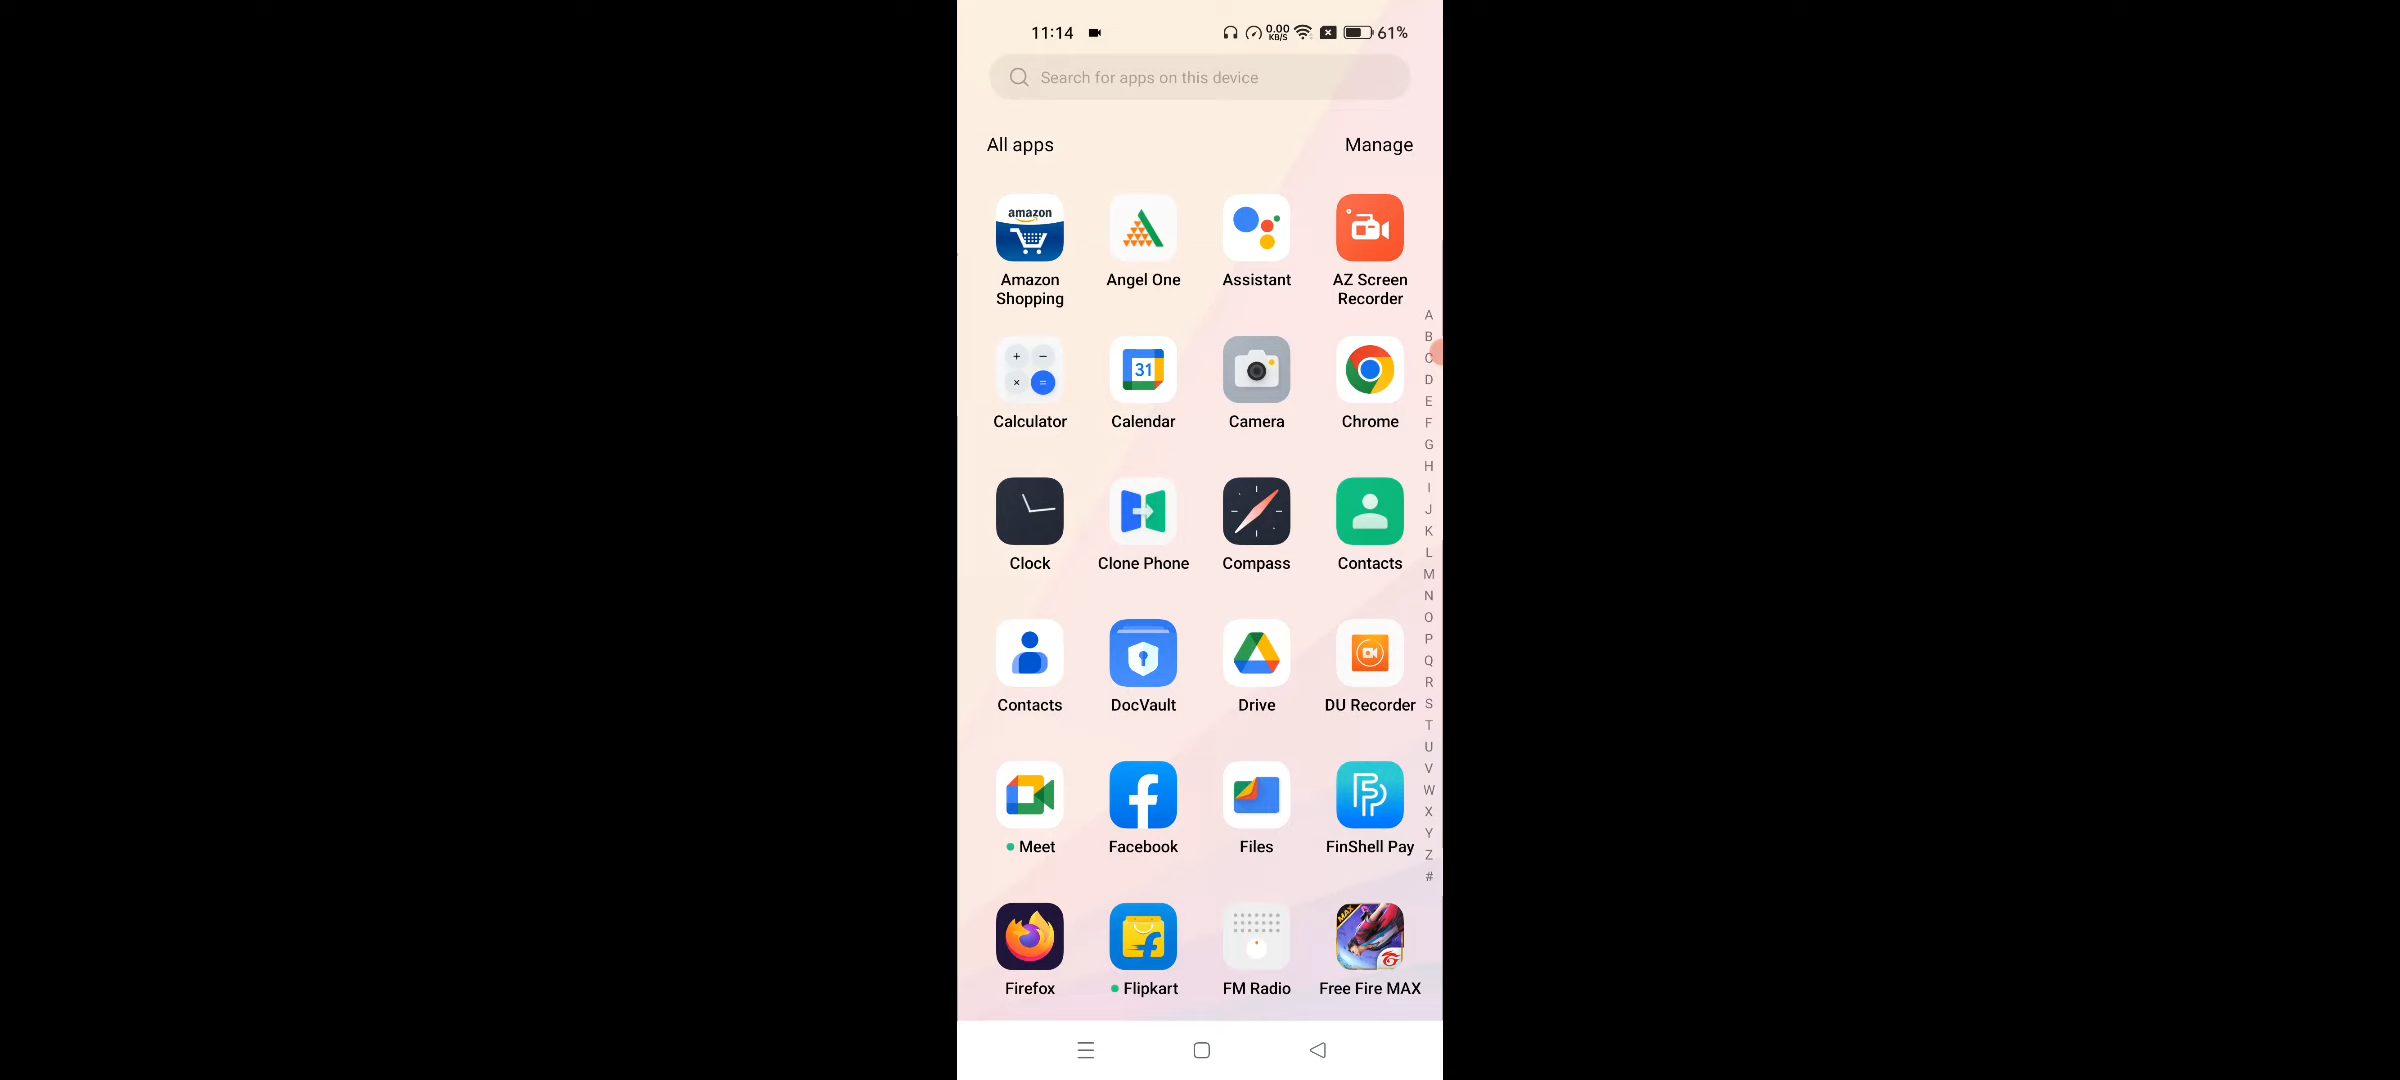 11:14 0.00 KB/S 61%
Search for apps on this device
All apps Manage
amazon
Amazon Shopping
Angel One
Assistant
AZ Screen Recorder
+ − × =
Calculator
31
Calendar
Camera
Chrome
Clock
Clone Phone
Compass
Contacts
Contacts
DocVault
Drive
DU Recorder
Meet
Facebook
Files
FinShell Pay
Firefox
Flipkart
FM Radio
MAX
Free Fire MAX
A
B
C
D
E
F
G
H
I
J
K
L
M
N
O
P
Q
R
S
T
U
V
W
X
Y
Z
#